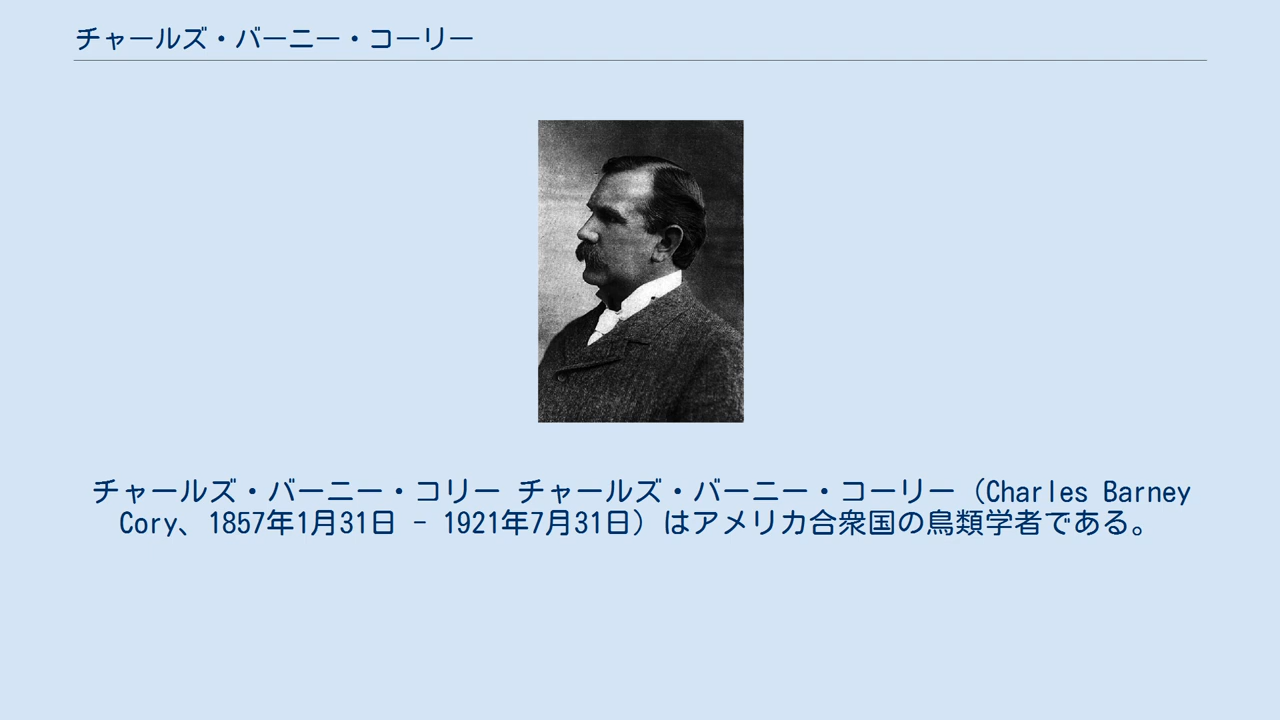 チャールズ・バーニー・コーリー
チャールズ・バーニー・コリー チャールズ・バーニー・コーリー（Charles Barney
Cory、1857年1月31日 – 1921年7月31日）はアメリカ合衆国の鳥類学者である。